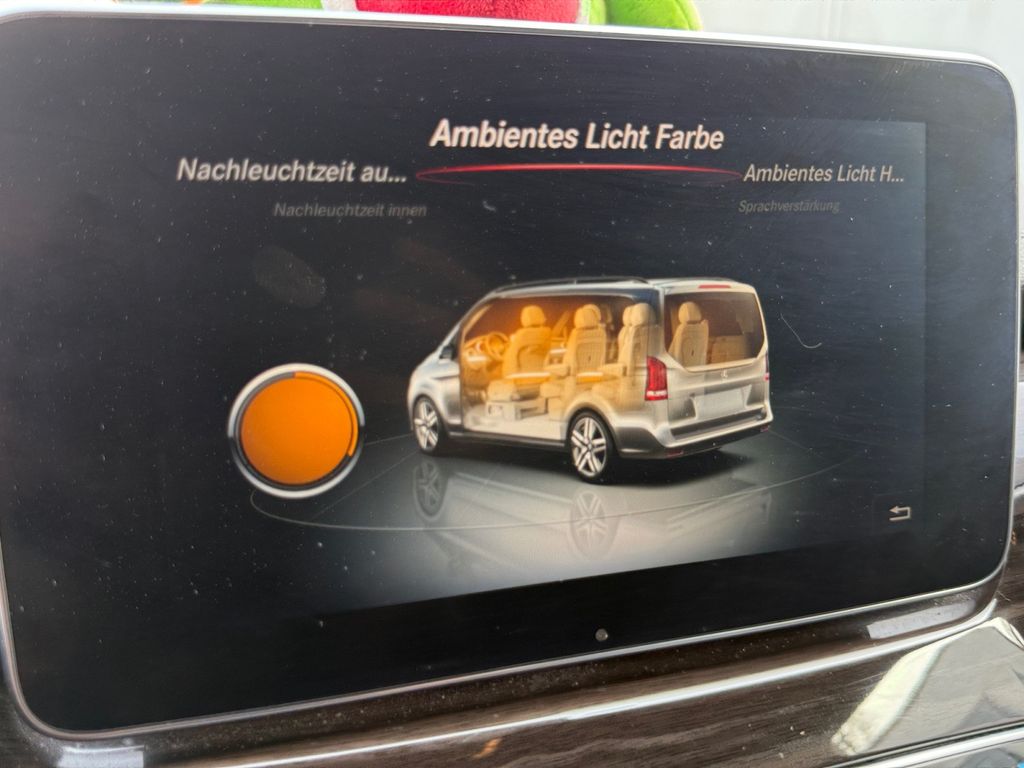 Ambientes Licht Farbe
Nachleuchtzeit au...
Ambientes Licht H...
Nachleuchtzeit innen
Sprachverstärkung